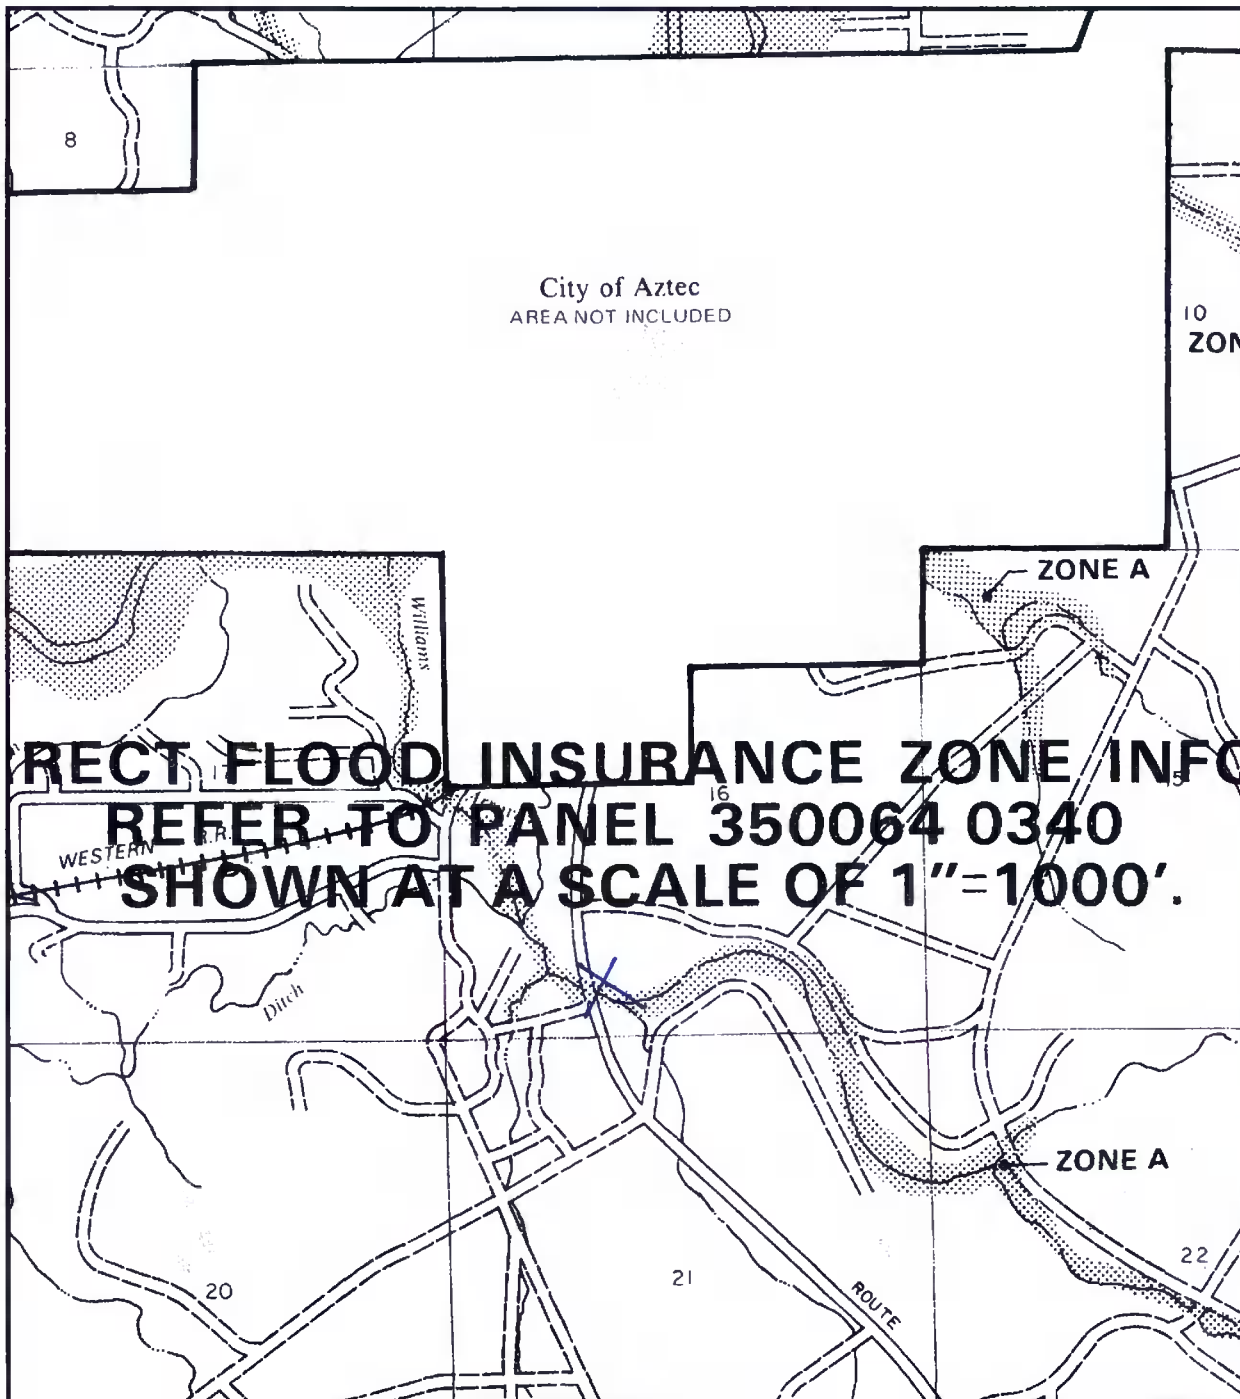 8
City of Aztec
AREA NOT INCLUDED
10
ZON
ZONE A
Williams
RECT FLOOD INSURANCE ZONE INFO
16
15
REFER TO PANEL 350064 0340
WESTERN R.R.
SHOWN AT A SCALE OF 1"=1000'.
Ditch
ZONE A
22
20
21
ROUTE